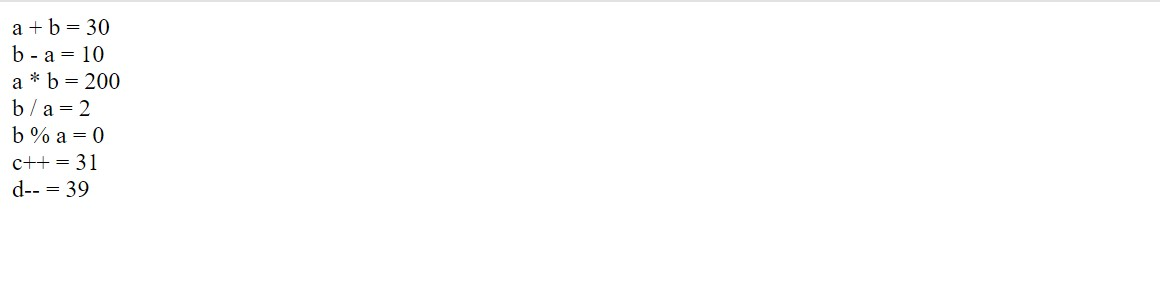 a + b = 30
b - a = 10
a * b = 200
b / a = 2
b % a = 0
c++ = 31
d-- = 39